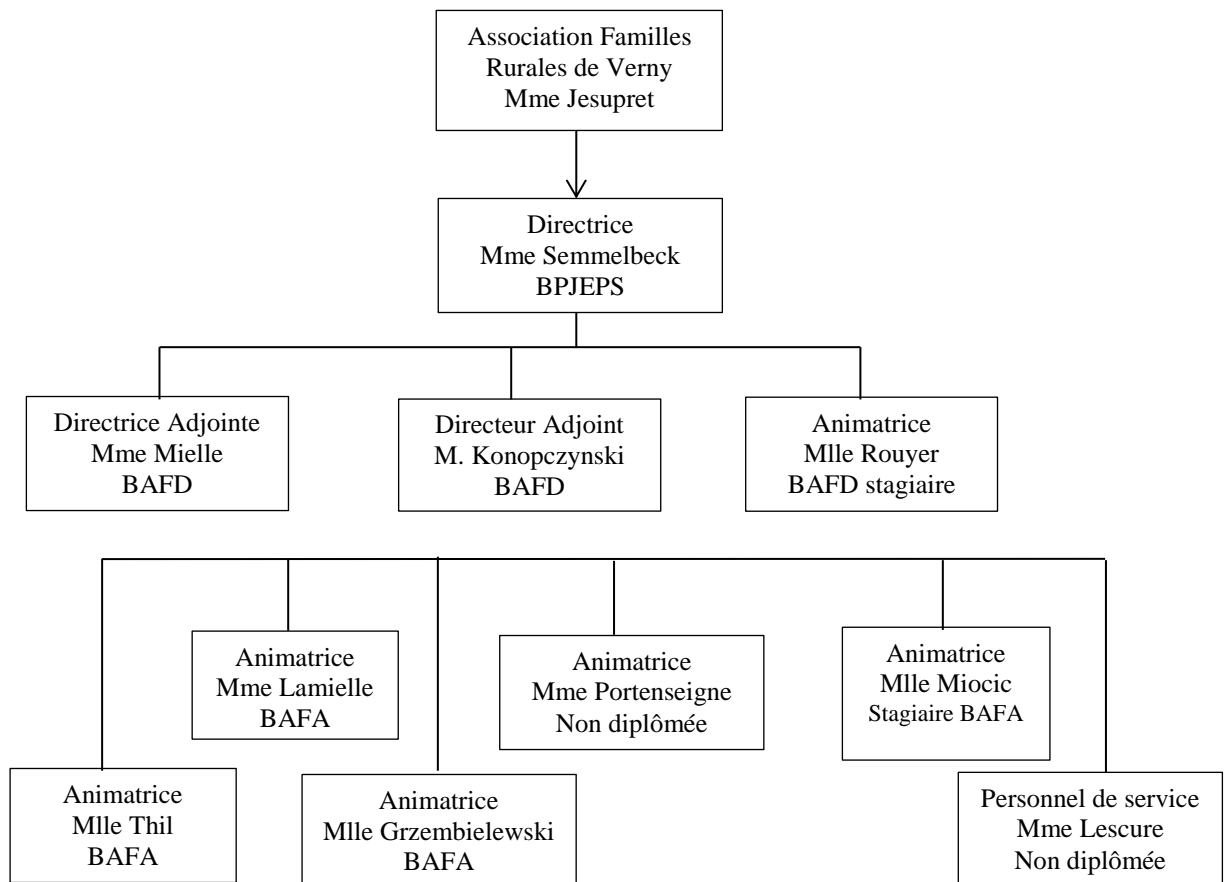 Association Familles
Rurales de Verny
Mme Jesupret
Directrice
Mme Semmelbeck
BPJEPS
Directrice Adjointe
Mme Mielle
BAFD
Directeur Adjoint
M. Konopczynski
BAFD
Animatrice
Mlle Rouyer
BAFD stagiaire
Animatrice
Mme Lamielle
BAFA
Animatrice
Mme Portenseigne
Non diplômée
Animatrice
Mlle Miocic
Stagiaire BAFA
Animatrice
Mlle Thil
BAFA
Animatrice
Mlle Grzembielewski
BAFA
Personnel de service
Mme Lescure
Non diplômée